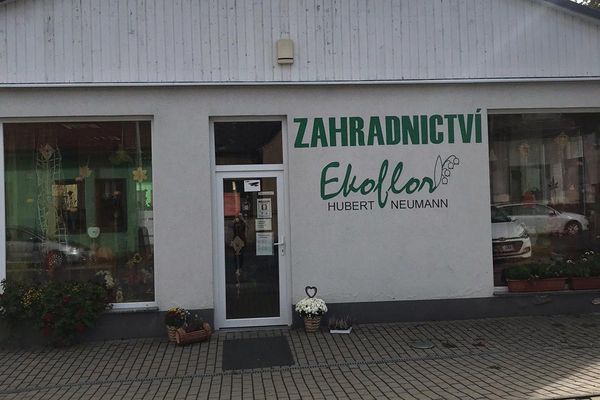 ZAHRADNICTVÍ
Ekoflor
HUBERT NEUMANN